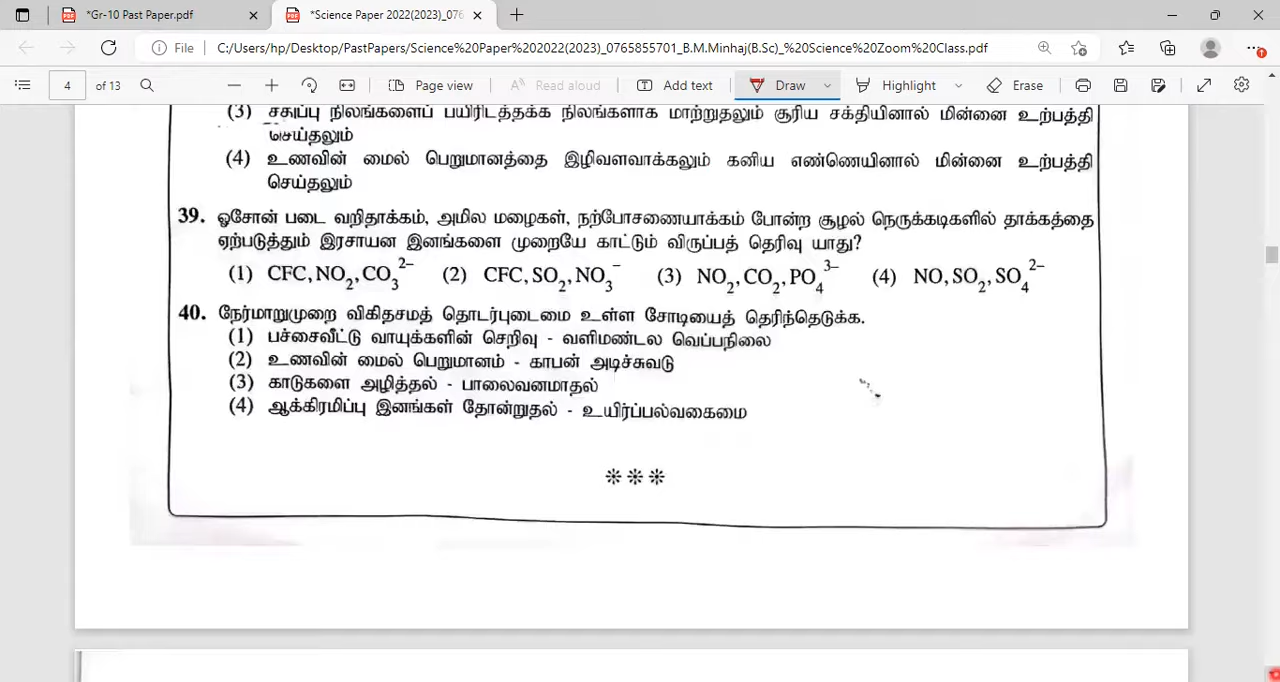 *Gr-10 Past Paper.pdf
*Science Paper 2022(2023)_076
File
C:/Users/hp/Desktop/PastPapers/Science%20Paper%202022(2023)_0765855701_B.M.Minhaj(B.Sc)_%20Science%20Zoom%20Class.pdf
4 of 13
Page view
Read aloud
Add text
Draw
Highlight
Erase
(3) சதுப்பு நிலங்களைப் பயிரிடத்தக்க நிலங்களாக மாற்றுதலும் சூரிய சக்தியினால் மின்னை உற்பத்தி
செய்தலும்
(4) உணவின் மைல் பெறுமானத்தை இழிவளவாக்கலும் கனிய எண்ணெயினால் மின்னை உற்பத்தி
செய்தலும்
39. ஓசோன் படை வறிதாக்கம், அமில மழைகள், நற்போசணையாக்கம் போன்ற சூழல் நெருக்கடிகளில் தாக்கத்தை
ஏற்படுத்தும் இரசாயன இனங்களை முறையே காட்டும் விருப்பத் தெரிவு யாது?
(1) CFC, NO₂, CO₃²⁻ (2) CFC, SO₂, NO₃⁻ (3) NO₂, CO₂, PO₄³⁻ (4) NO, SO₂, SO₄²⁻
40. நேர்மாறுமுறை விகிதசமத் தொடர்புடைமை உள்ள சோடியைத் தெரிந்தெடுக்க.
(1) பச்சைவீட்டு வாயுக்களின் செறிவு - வளிமண்டல வெப்பநிலை
(2) உணவின் மைல் பெறுமானம் - காபன் அடிச்சுவடு
(3) காடுகளை அழித்தல் - பாலைவனமாதல்
(4) ஆக்கிரமிப்பு இனங்கள் தோன்றுதல் - உயிர்ப்பல்வகைமை
***